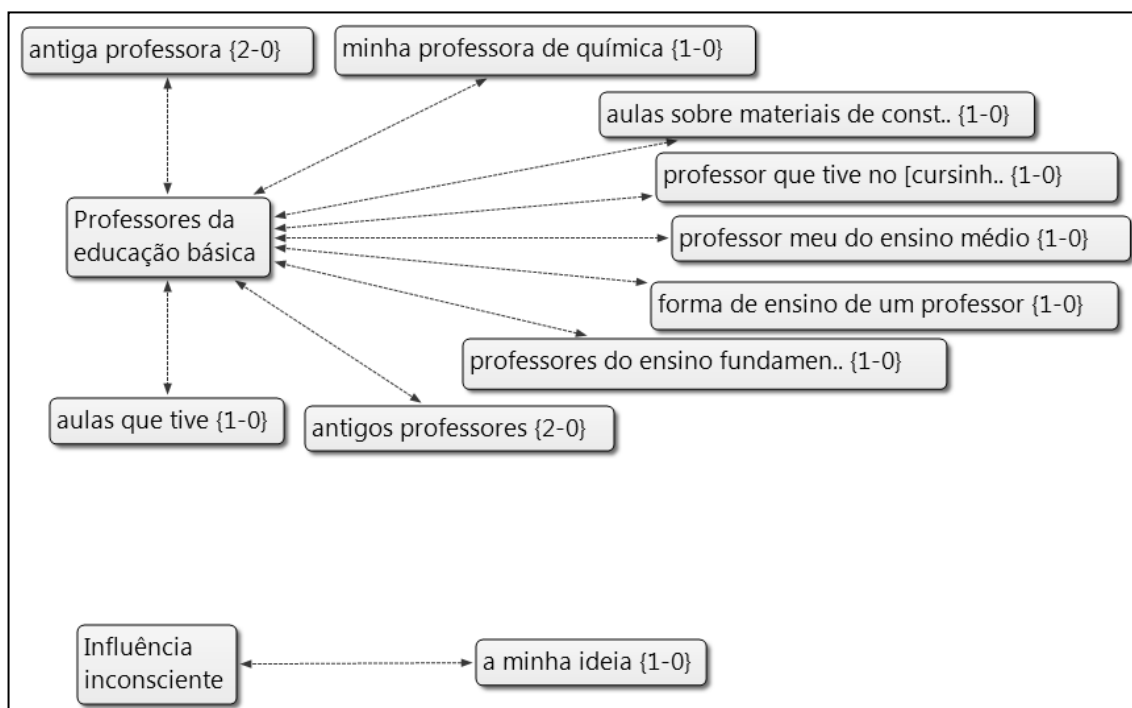 antiga professora {2-0}
minha professora de química {1-0}
aulas sobre materiais de const.. {1-0}
professor que tive no [cursinh.. {1-0}
Professores da
educação básica
professor meu do ensino médio {1-0}
forma de ensino de um professor {1-0}
professores do ensino fundamen.. {1-0}
aulas que tive {1-0}
antigos professores {2-0}
Influência
inconsciente
a minha ideia {1-0}